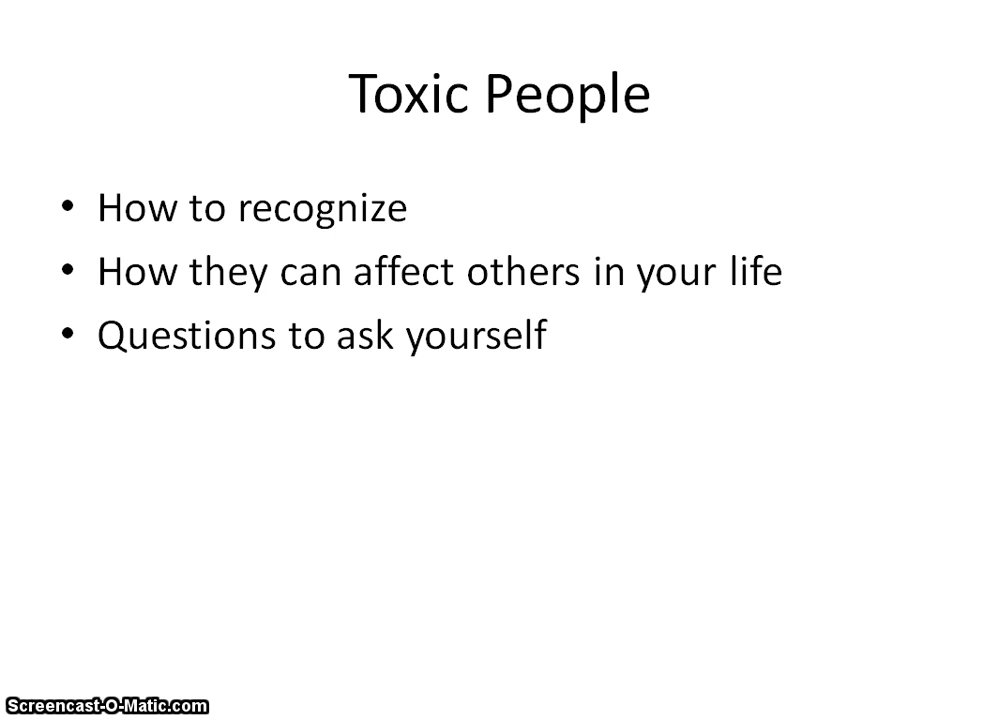 Toxic People
• How to recognize
• How they can affect others in your life
• Questions to ask yourself
Screencast-O-Matic.com